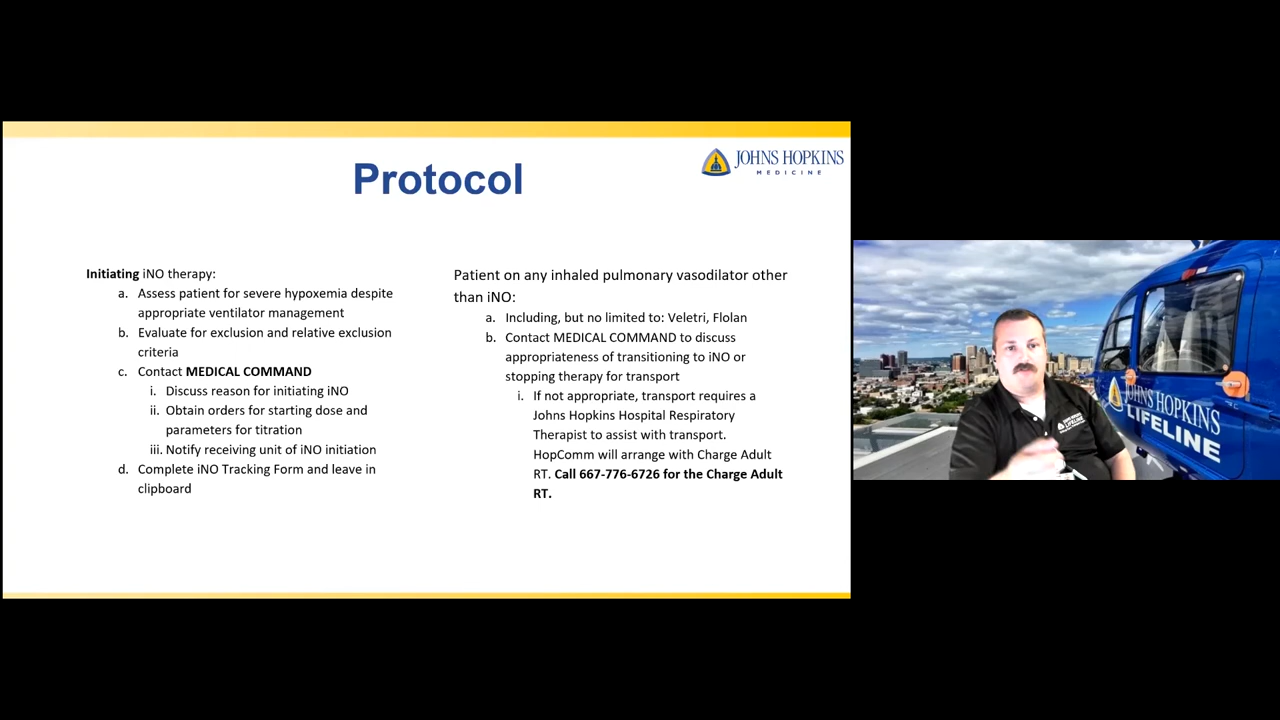 Protocol
JOHNS HOPKINS
MEDICINE
Initiating iNO therapy:
a. Assess patient for severe hypoxemia despite
appropriate ventilator management
b. Evaluate for exclusion and relative exclusion
criteria
c. Contact MEDICAL COMMAND
i. Discuss reason for initiating iNO
ii. Obtain orders for starting dose and
parameters for titration
iii. Notify receiving unit of iNO initiation
d. Complete iNO Tracking Form and leave in
clipboard
Patient on any inhaled pulmonary vasodilator other
than iNO:
a. Including, but no limited to: Veletri, Flolan
b. Contact MEDICAL COMMAND to discuss
appropriateness of transitioning to iNO or
stopping therapy for transport
i. If not appropriate, transport requires a
Johns Hopkins Hospital Respiratory
Therapist to assist with transport.
HopComm will arrange with Charge Adult
RT. Call 667-776-6726 for the Charge Adult
RT.
JOHNS HOPKINS
LIFELINE
LIFELINE